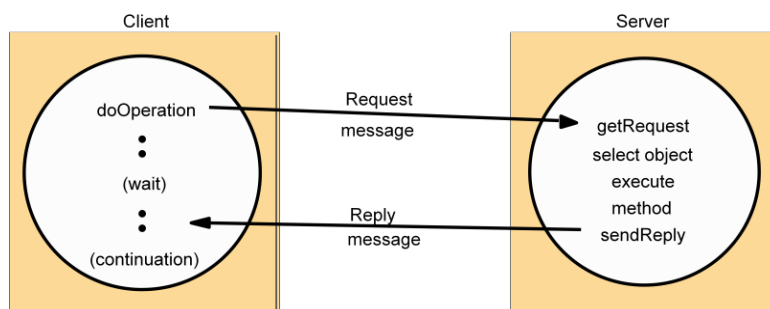 Client
Server
doOperation
(wait)
(continuation)
Request
message
Reply
message
getRequest
select object
execute
method
sendReply